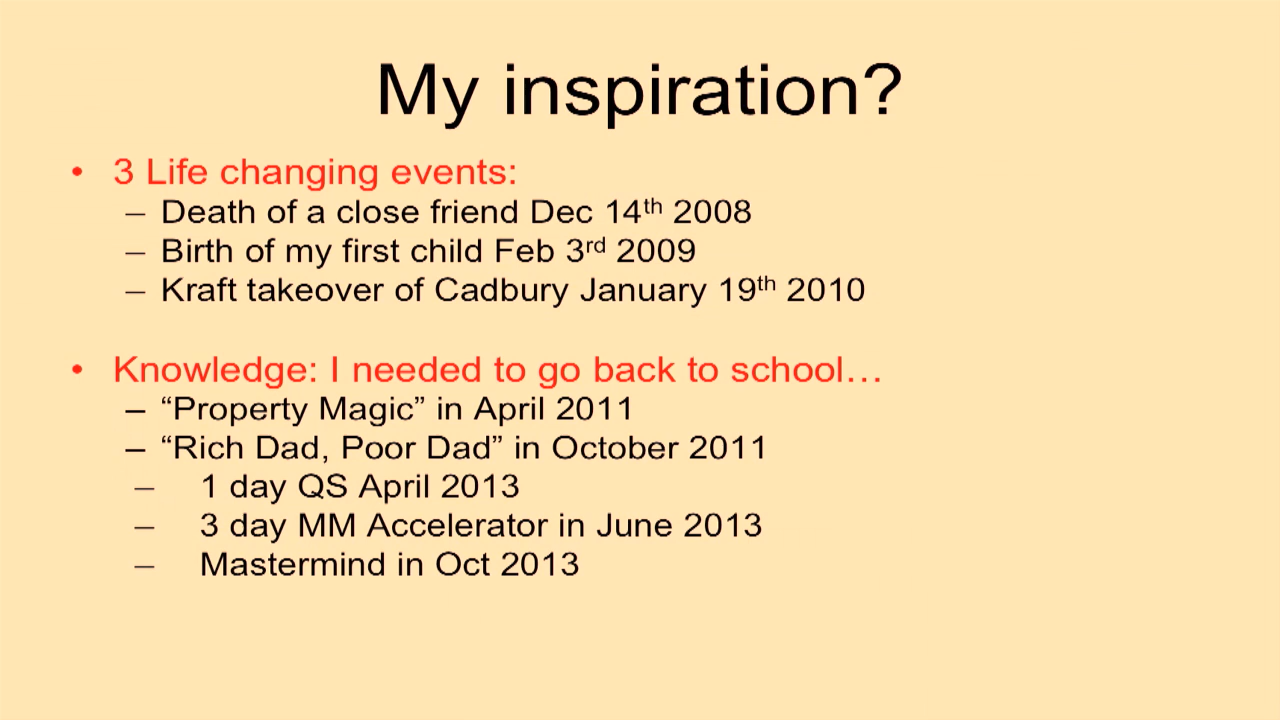 My inspiration?
• 3 Life changing events:
– Death of a close friend Dec 14th 2008
– Birth of my first child Feb 3rd 2009
– Kraft takeover of Cadbury January 19th 2010
• Knowledge: I needed to go back to school…
– “Property Magic” in April 2011
– “Rich Dad, Poor Dad” in October 2011
– 1 day QS April 2013
– 3 day MM Accelerator in June 2013
– Mastermind in Oct 2013